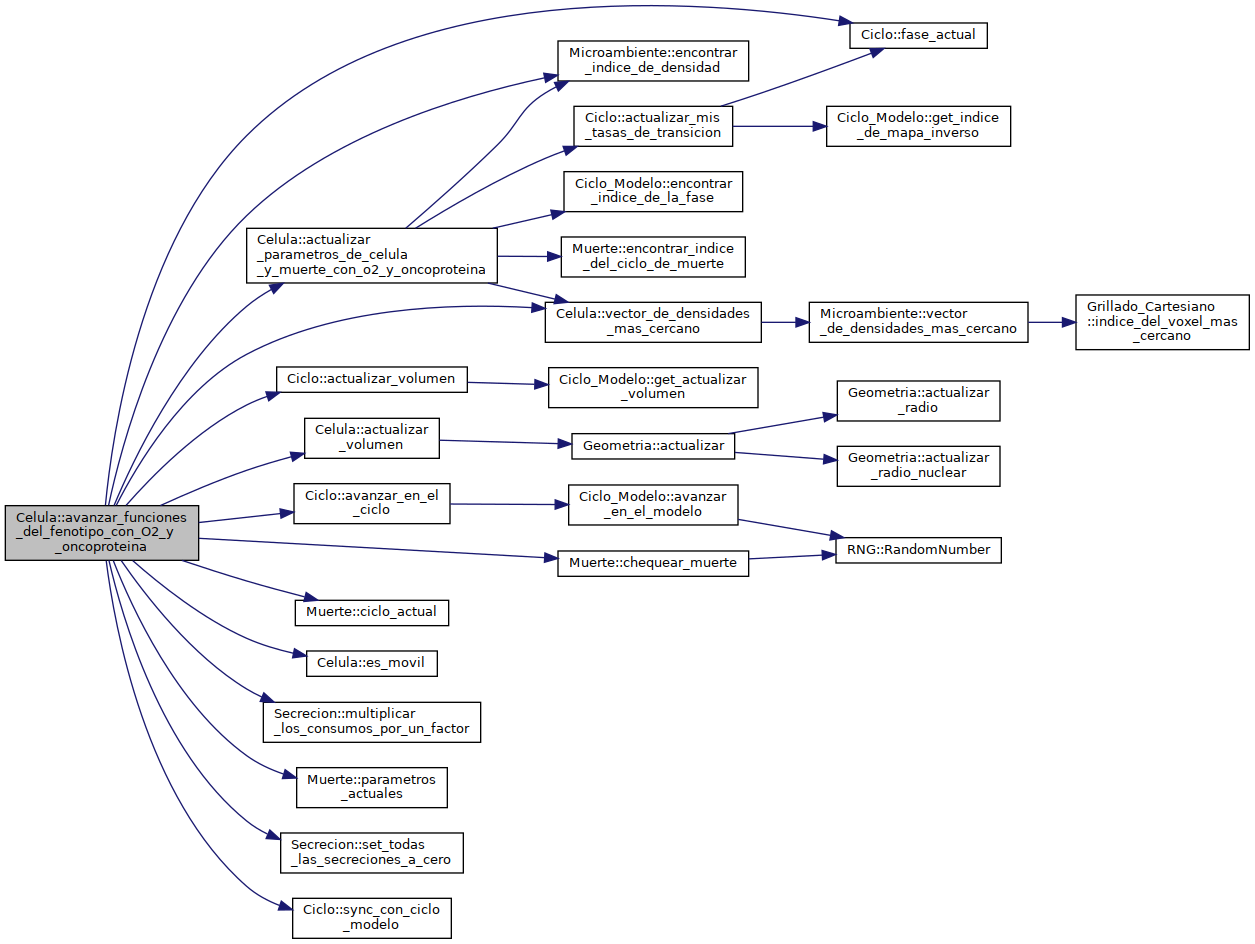 Ciclo::fase_actual
Microambiente::encontrar
_indice_de_densidad
Ciclo::actualizar_mis
_tasas_de_transicion
Ciclo_Modelo::get_indice
_de_mapa_inverso
Ciclo_Modelo::encontrar
_indice_de_la_fase
Celula::actualizar
_parametros_de_celula
_y_muerte_con_o2_y_oncoproteina
Muerte::encontrar_indice
_del_ciclo_de_muerte
Celula::vector_de_densidades
_mas_cercano
Microambiente::vector
_de_densidades_mas_cercano
Grillado_Cartesiano
::indice_del_voxel_mas
_cercano
Ciclo::actualizar_volumen
Ciclo_Modelo::get_actualizar
_volumen
Geometria::actualizar
_radio
Celula::actualizar
_volumen
Geometria::actualizar
Geometria::actualizar
_radio_nuclear
Ciclo::avanzar_en_el
_ciclo
Ciclo_Modelo::avanzar
_en_el_modelo
Celula::avanzar_funciones
_del_fenotipo_con_O2_y
_oncoproteina
RNG::RandomNumber
Muerte::chequear_muerte
Muerte::ciclo_actual
Celula::es_movil
Secrecion::multiplicar
_los_consumos_por_un_factor
Muerte::parametros
_actuales
Secrecion::set_todas
_las_secreciones_a_cero
Ciclo::sync_con_ciclo
_modelo